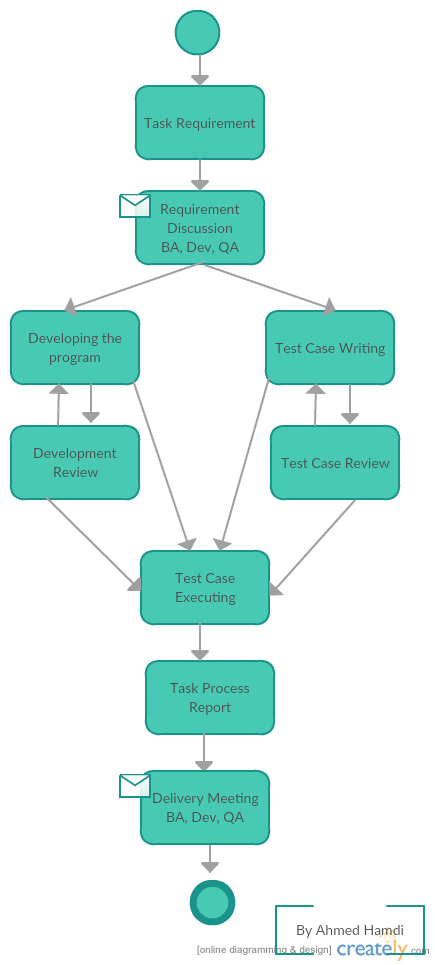 Task Requirement
Requirement
Discussion
BA, Dev, QA
Developing the
program
Test Case Writing
Development
Review
Test Case Review
Test Case
Executing
Task Process
Report
Delivery Meeting
BA, Dev, QA
By Ahmed Hamdi
[online diagramming & design] creately.com